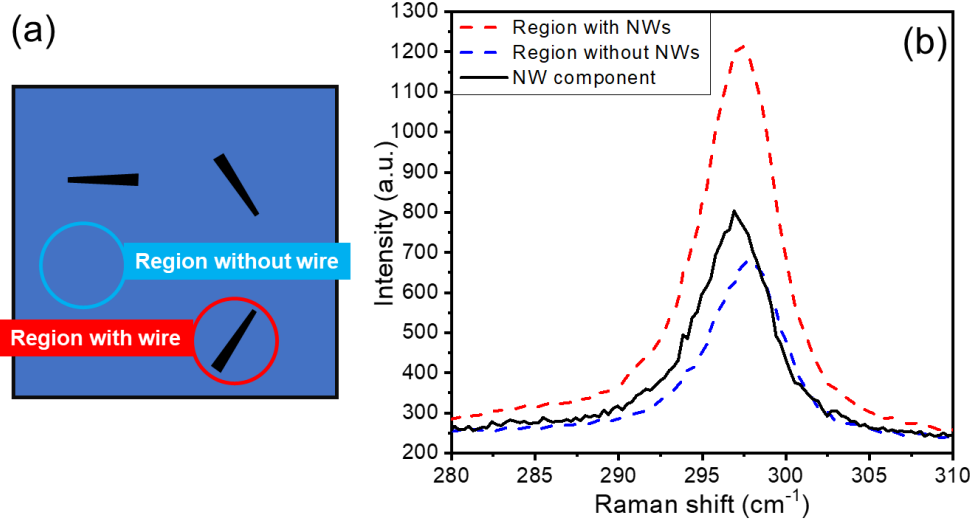 (a)
Region without wire
Region with wire
(b)
Region with NWs
Region without NWs
NW component
Intensity (a.u.)
1300
1200
1100
1000
900
800
700
600
500
400
300
200
280
285
290
295
300
305
310
Raman shift (cm⁻¹)